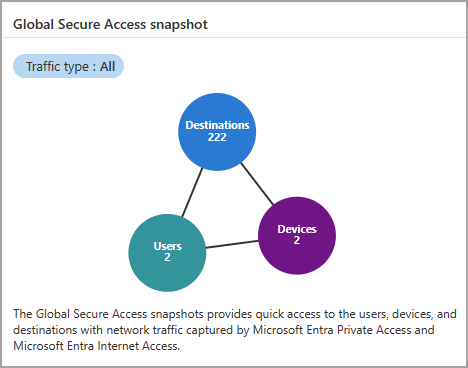 Global Secure Access snapshot
Traffic type : All
Destinations
222
Devices
2
Users
2
The Global Secure Access snapshots provides quick access to the users, devices, and
destinations with network traffic captured by Microsoft Entra Private Access and
Microsoft Entra Internet Access.